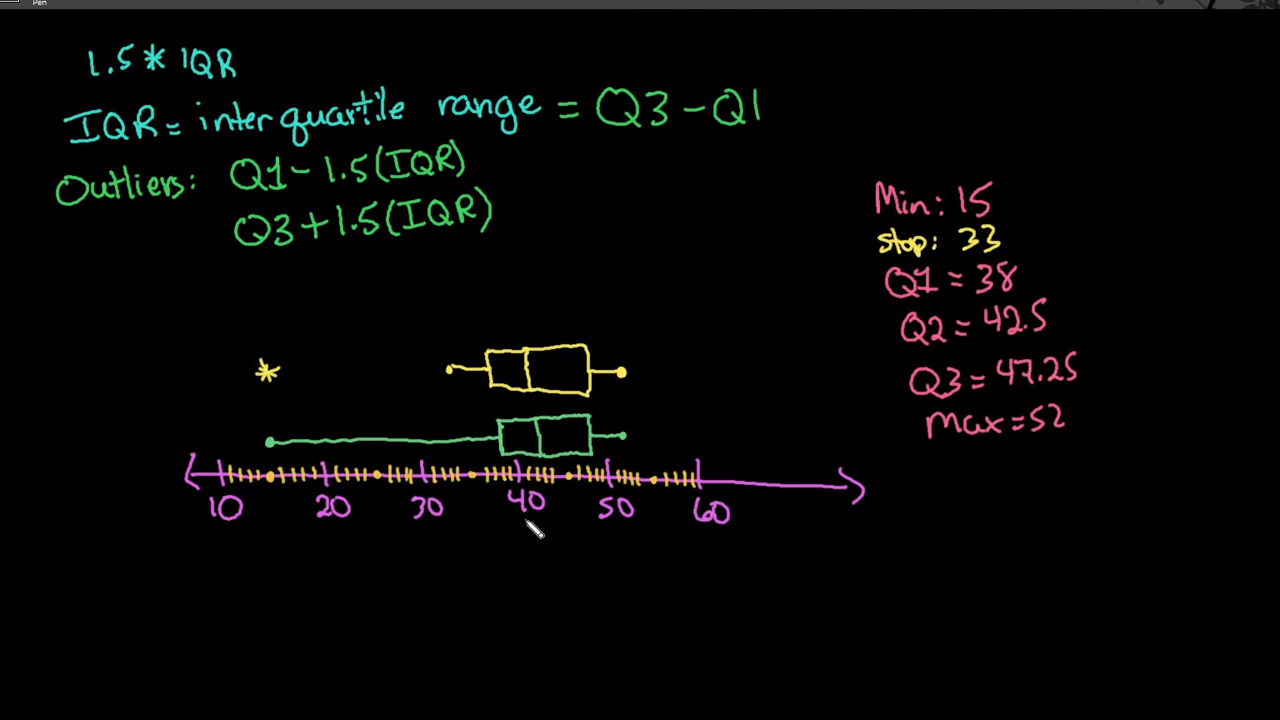 Pen
1.5 * IQR
IQR = interquartile range = Q3 - Q1
Outliers: Q1 - 1.5(IQR)
Q3 + 1.5(IQR)
Min: 15
stop: 33
Q1 = 38
Q2 = 42.5
Q3 = 47.25
max = 52
10 20 30 40 50 60